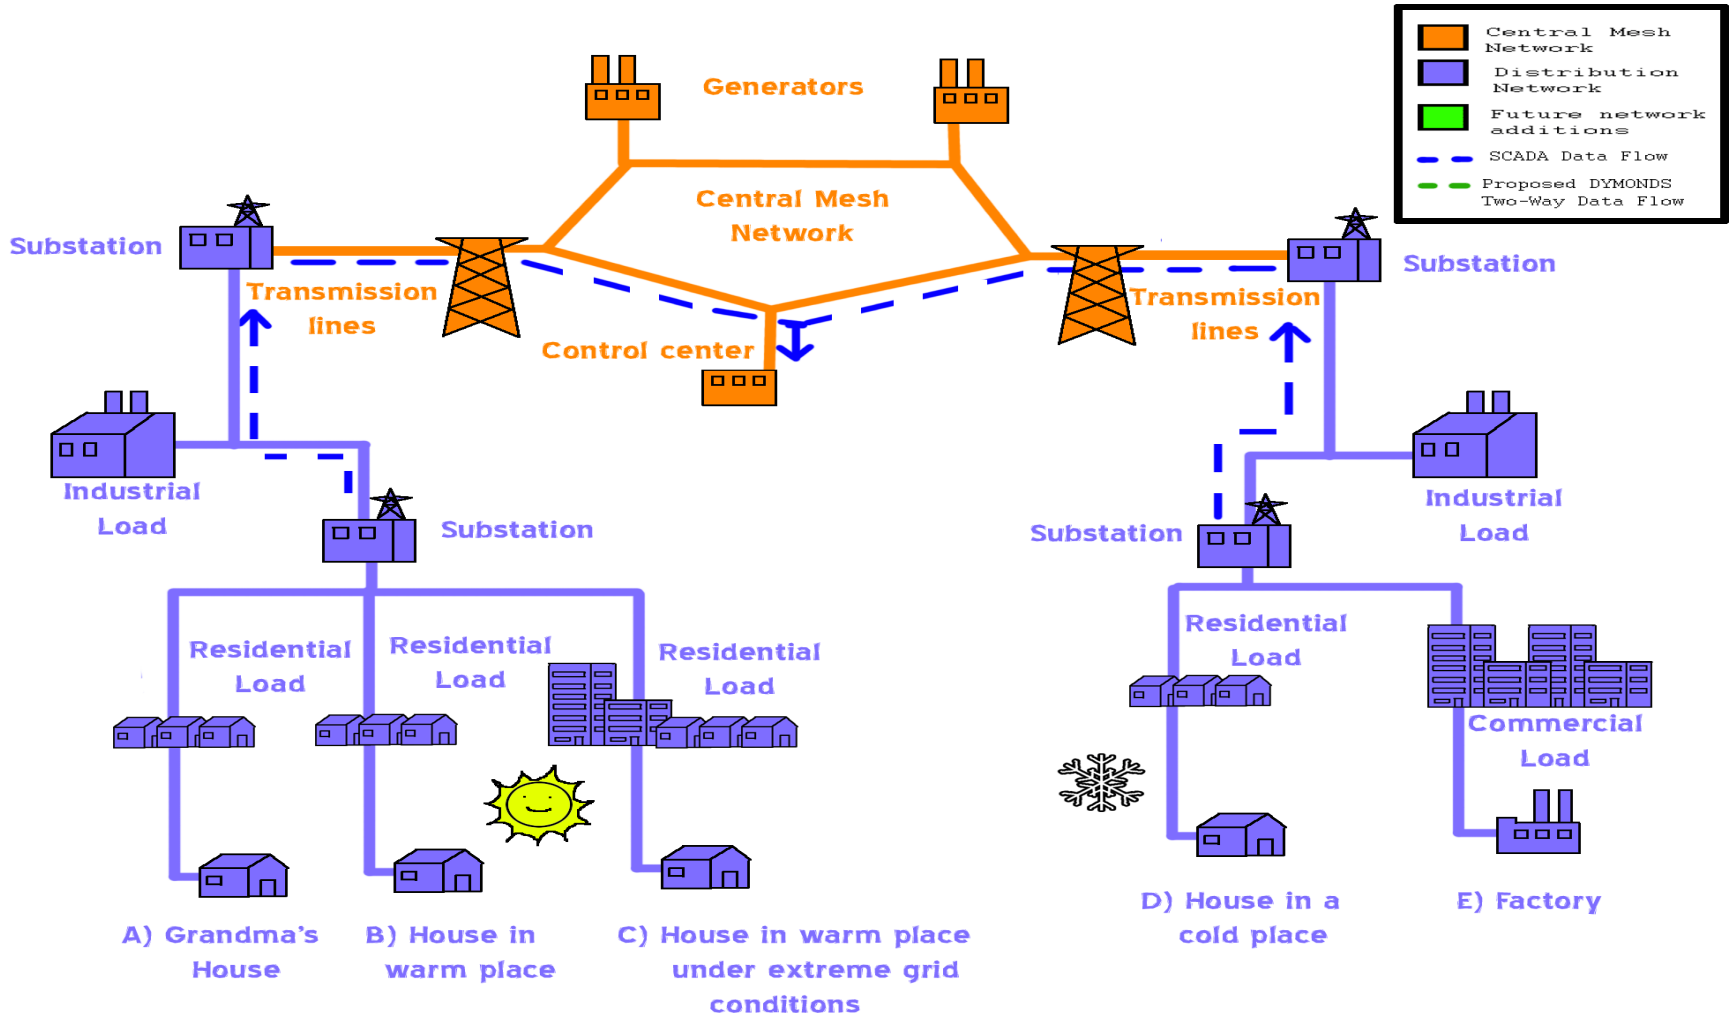 Central Mesh
Network
Distribution
Network
Future network
additions
SCADA Data Flow
Proposed DYMONDS
Two-Way Data Flow
Generators
Central Mesh
Network
Substation
Substation
Transmission
lines
Transmission
lines
Control center
Industrial
Load
Industrial
Load
Substation
Substation
Residential
Load
Residential
Load
Residential
Load
Residential
Load
Commercial
Load
A) Grandma's
House
B) House in
warm place
C) House in warm place
under extreme grid
conditions
D) House in a
cold place
E) Factory